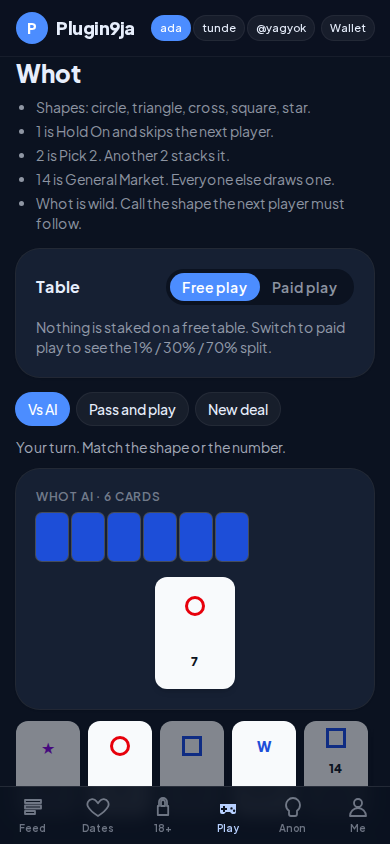 P Plugin9ja ada tunde @yagyok Wallet
Whot
Shapes: circle, triangle, cross, square, star.
1 is Hold On and skips the next player.
2 is Pick 2. Another 2 stacks it.
14 is General Market. Everyone else draws one.
Whot is wild. Call the shape the next player must
follow.
Table Free play Paid play
Nothing is staked on a free table. Switch to paid
play to see the 1% / 30% / 70% split.
Vs AI Pass and play New deal
Your turn. Match the shape or the number.
WHOT AI · 6 CARDS
7
W
14
Feed Dates 18+ Play Anon Me